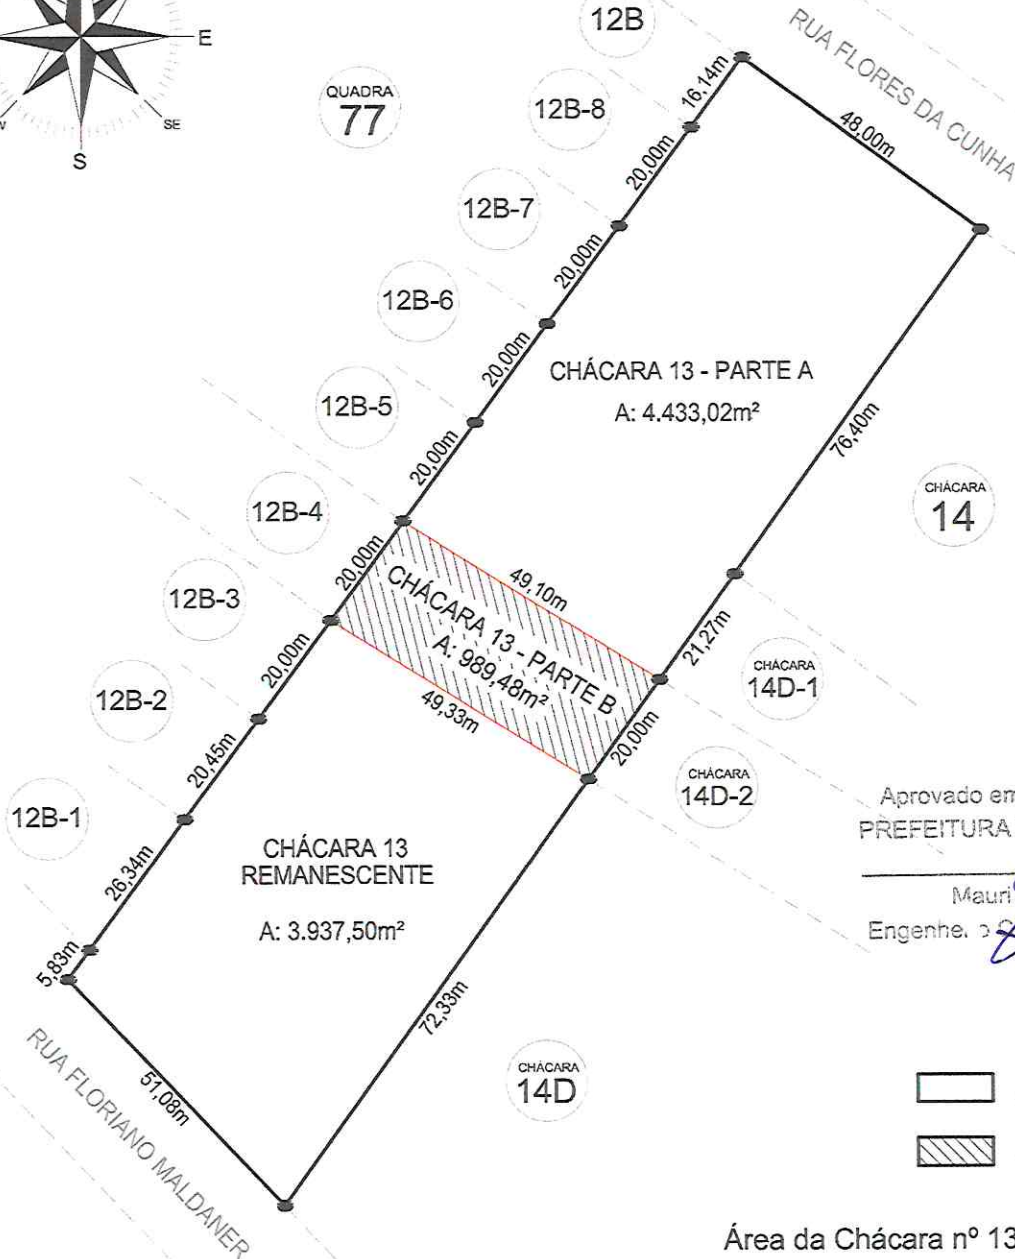 12B
RUA FLORES DA CUNHA
E
SE
S
QUADRA
77
16,14m
12B-8
48,00m
20,00m
12B-7
20,00m
12B-6
20,00m
CHÁCARA 13 - PARTE A
A: 4.433,02m²
12B-5
20,00m
76,40m
CHÁCARA
14
12B-4
20,00m
49,10m
CHÁCARA 13 - PARTE B
A: 989,48m²
12B-3
20,00m
49,33m
21,27m
CHÁCARA
14D-1
12B-2
20,45m
20,00m
CHÁCARA
14D-2
12B-1
26,34m
CHÁCARA 13
REMANESCENTE
A: 3.937,50m²
5,83m
72,33m
Aprovado em
PREFEITURA
Mauri
51,08m
RUA FLORIANO MALDANER
CHÁCARA
14D
Área da Chácara nº 13